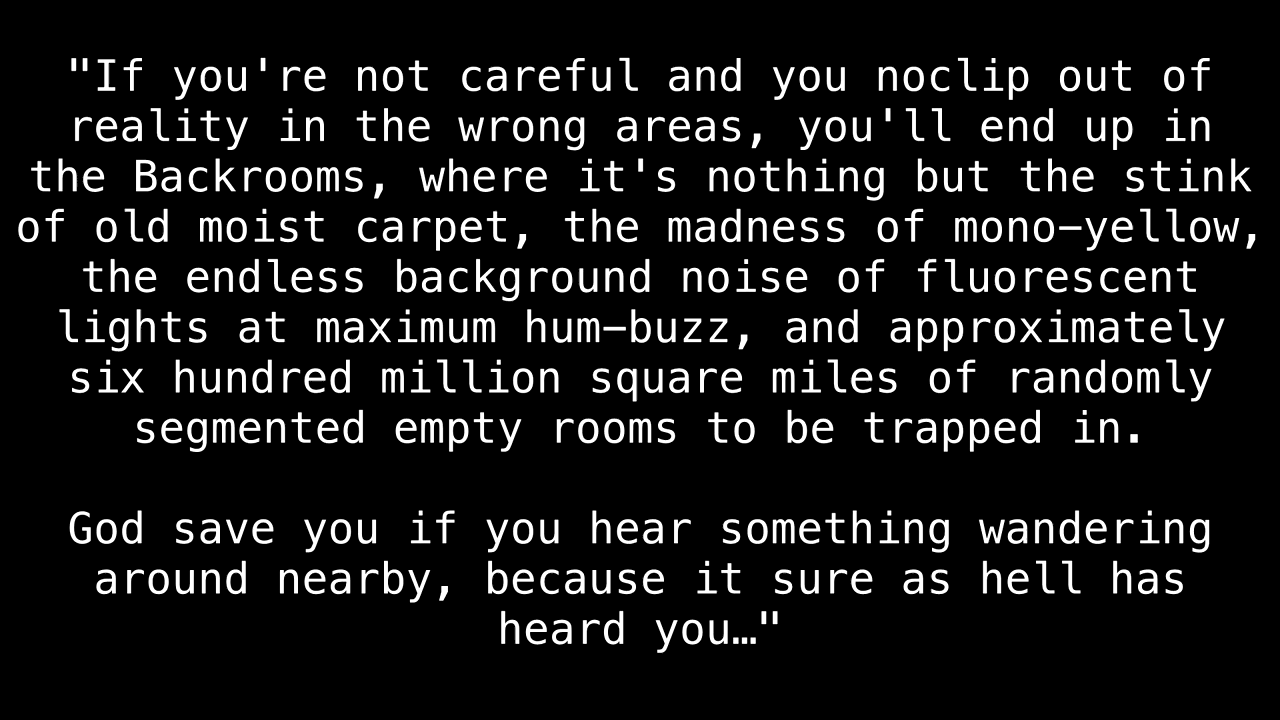 "If you're not careful and you noclip out of
reality in the wrong areas, you'll end up in
the Backrooms, where it's nothing but the stink
of old moist carpet, the madness of mono-yellow,
the endless background noise of fluorescent
lights at maximum hum-buzz, and approximately
six hundred million square miles of randomly
segmented empty rooms to be trapped in.
God save you if you hear something wandering
around nearby, because it sure as hell has
heard you…"